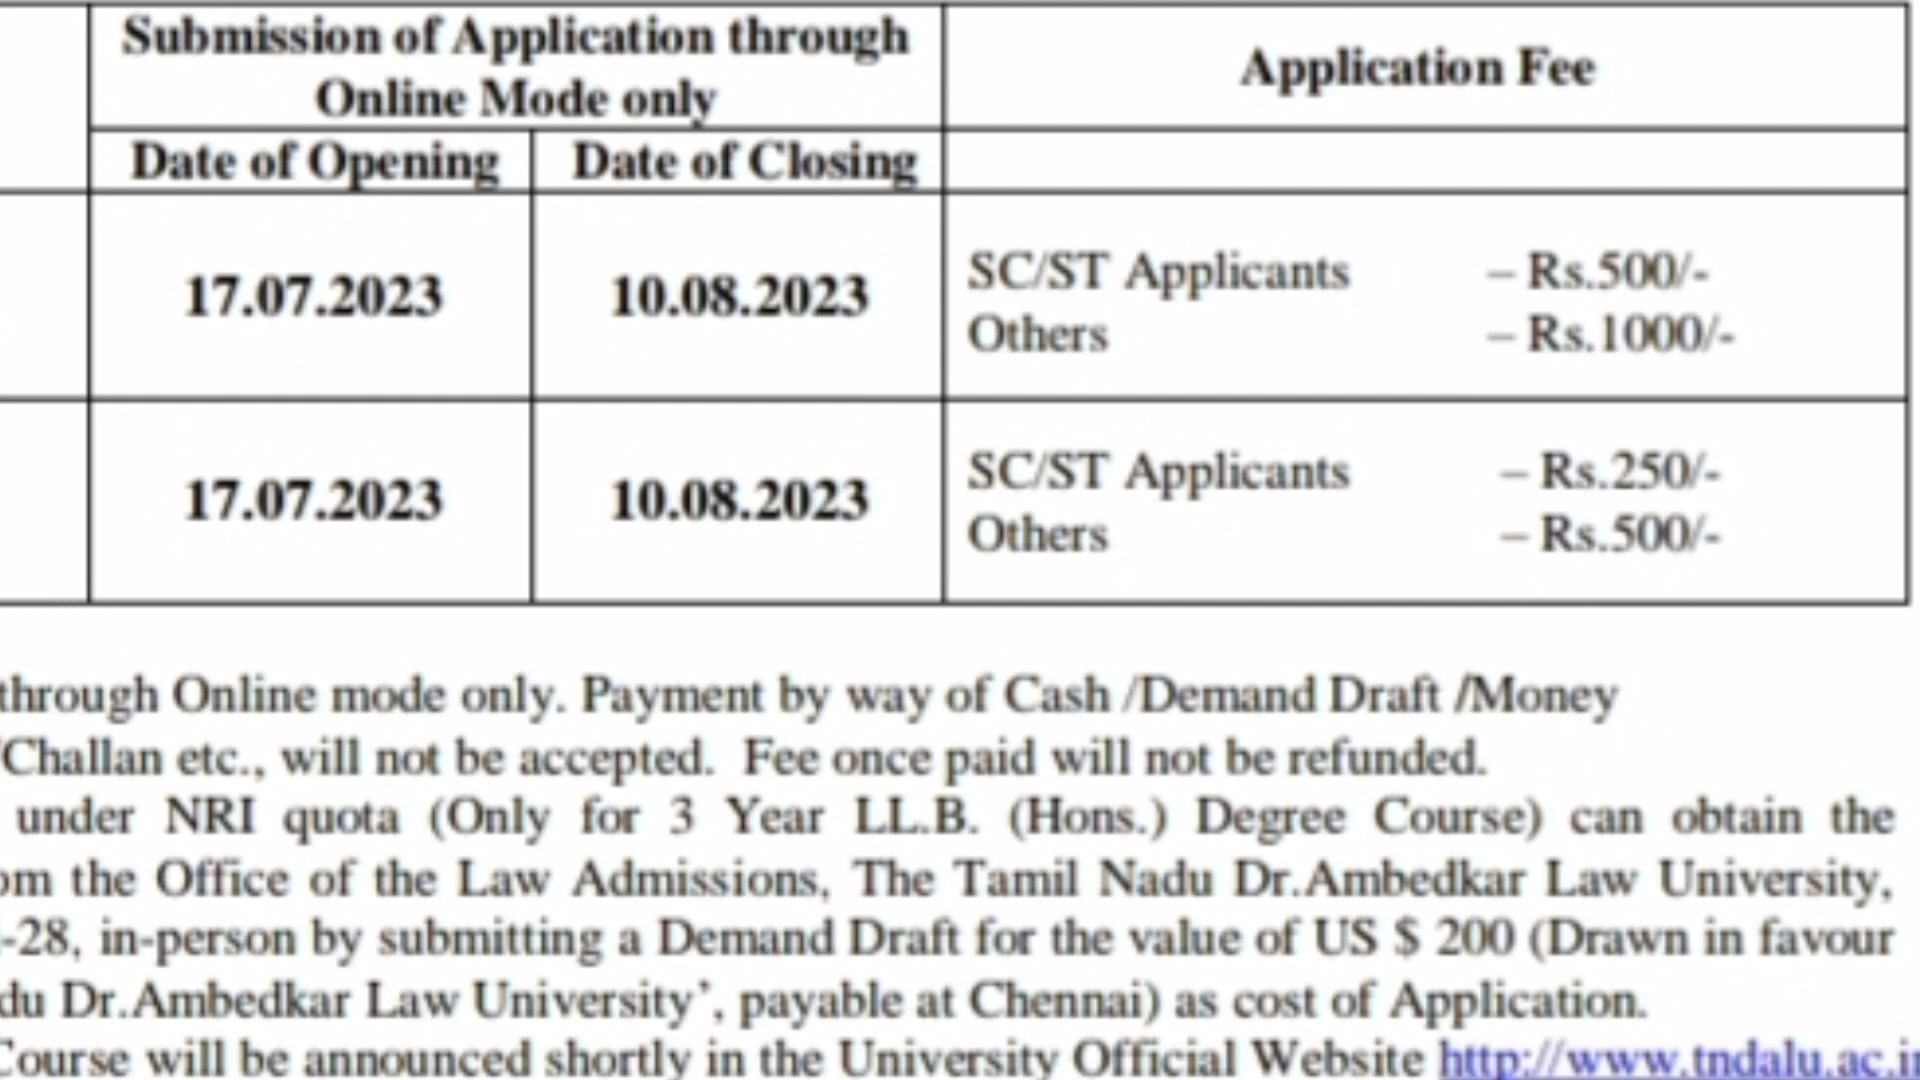 Submission of Application through
Online Mode only
Application Fee
Date of Opening
Date of Closing
17.07.2023
10.08.2023
SC/ST Applicants – Rs.500/-
Others – Rs.1000/-
17.07.2023
10.08.2023
SC/ST Applicants – Rs.250/-
Others – Rs.500/-
through Online mode only. Payment by way of Cash /Demand Draft /Money
/Challan etc., will not be accepted. Fee once paid will not be refunded.
under NRI quota (Only for 3 Year LL.B. (Hons.) Degree Course) can obtain the
om the Office of the Law Admissions, The Tamil Nadu Dr.Ambedkar Law University,
-28, in-person by submitting a Demand Draft for the value of US $ 200 (Drawn in favour
du Dr.Ambedkar Law University’, payable at Chennai) as cost of Application.
Course will be announced shortly in the University Official Website http://www.tndalu.ac.in